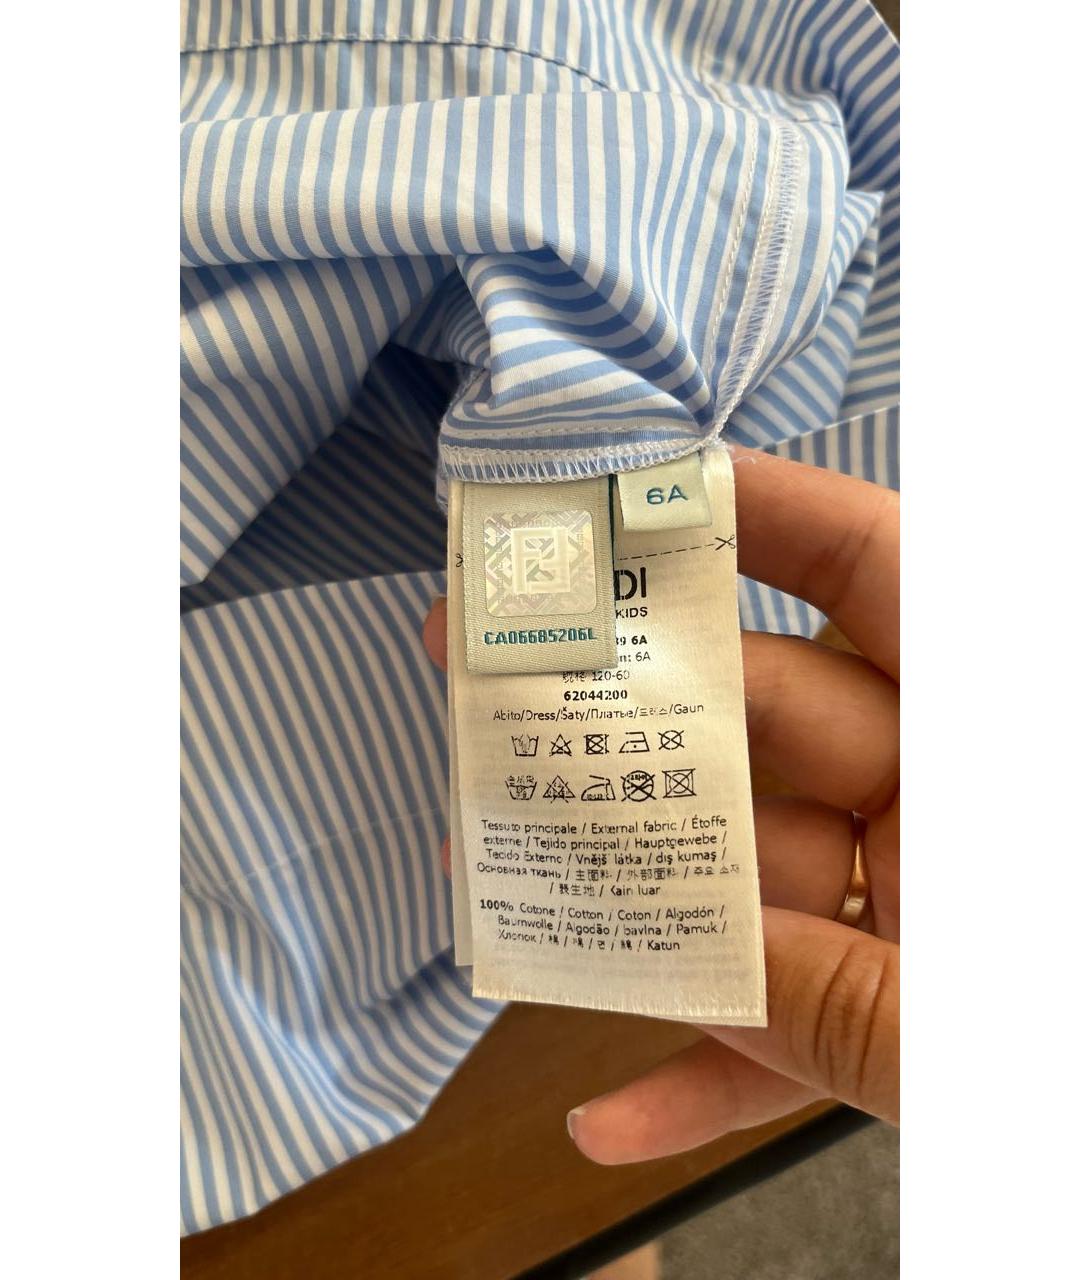 6A
CA06685206L
DI
KIDS
39 6A
n: 6A
规格 120-60
62044200
Abito/Dress/Šaty/Платье/드레스/Gaun
Tessuto principale / External fabric / Étoffe
externe / Tejido principal / Hauptgewebe /
Tecido Externo / Vnější látka / dış kumaş /
Основная ткань / 主面料 / 外部面料 / 주요 소재
/ 表生地 / Kain luar
100% Cotone / Cotton / Coton / Algodón /
Baumwolle / Algodão / bavlna / Pamuk /
Хлопок / 棉 / 棉 / 면 / 綿 / Katun